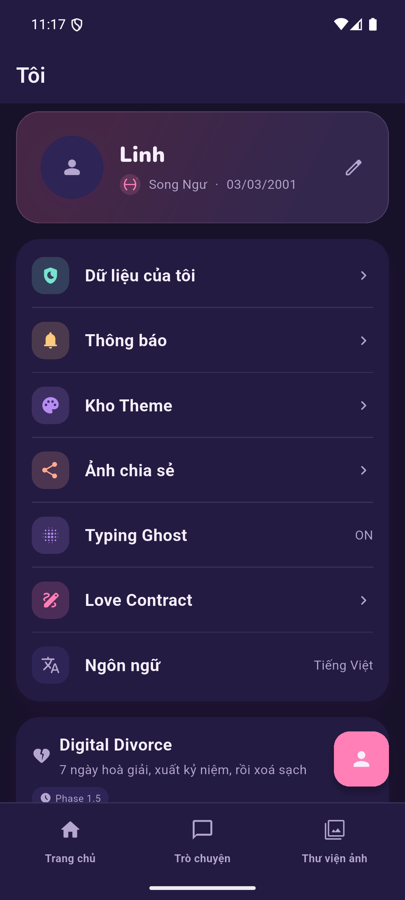 11:17
Tôi
Linh
Song Ngư · 03/03/2001
Dữ liệu của tôi
Thông báo
Kho Theme
Ảnh chia sẻ
Typing Ghost ON
Love Contract
Ngôn ngữ Tiếng Việt
Digital Divorce
7 ngày hoà giải, xuất kỷ niệm, rồi xoá sạch
Phase 1.5
Trang chủ Trò chuyện Thư viện ảnh